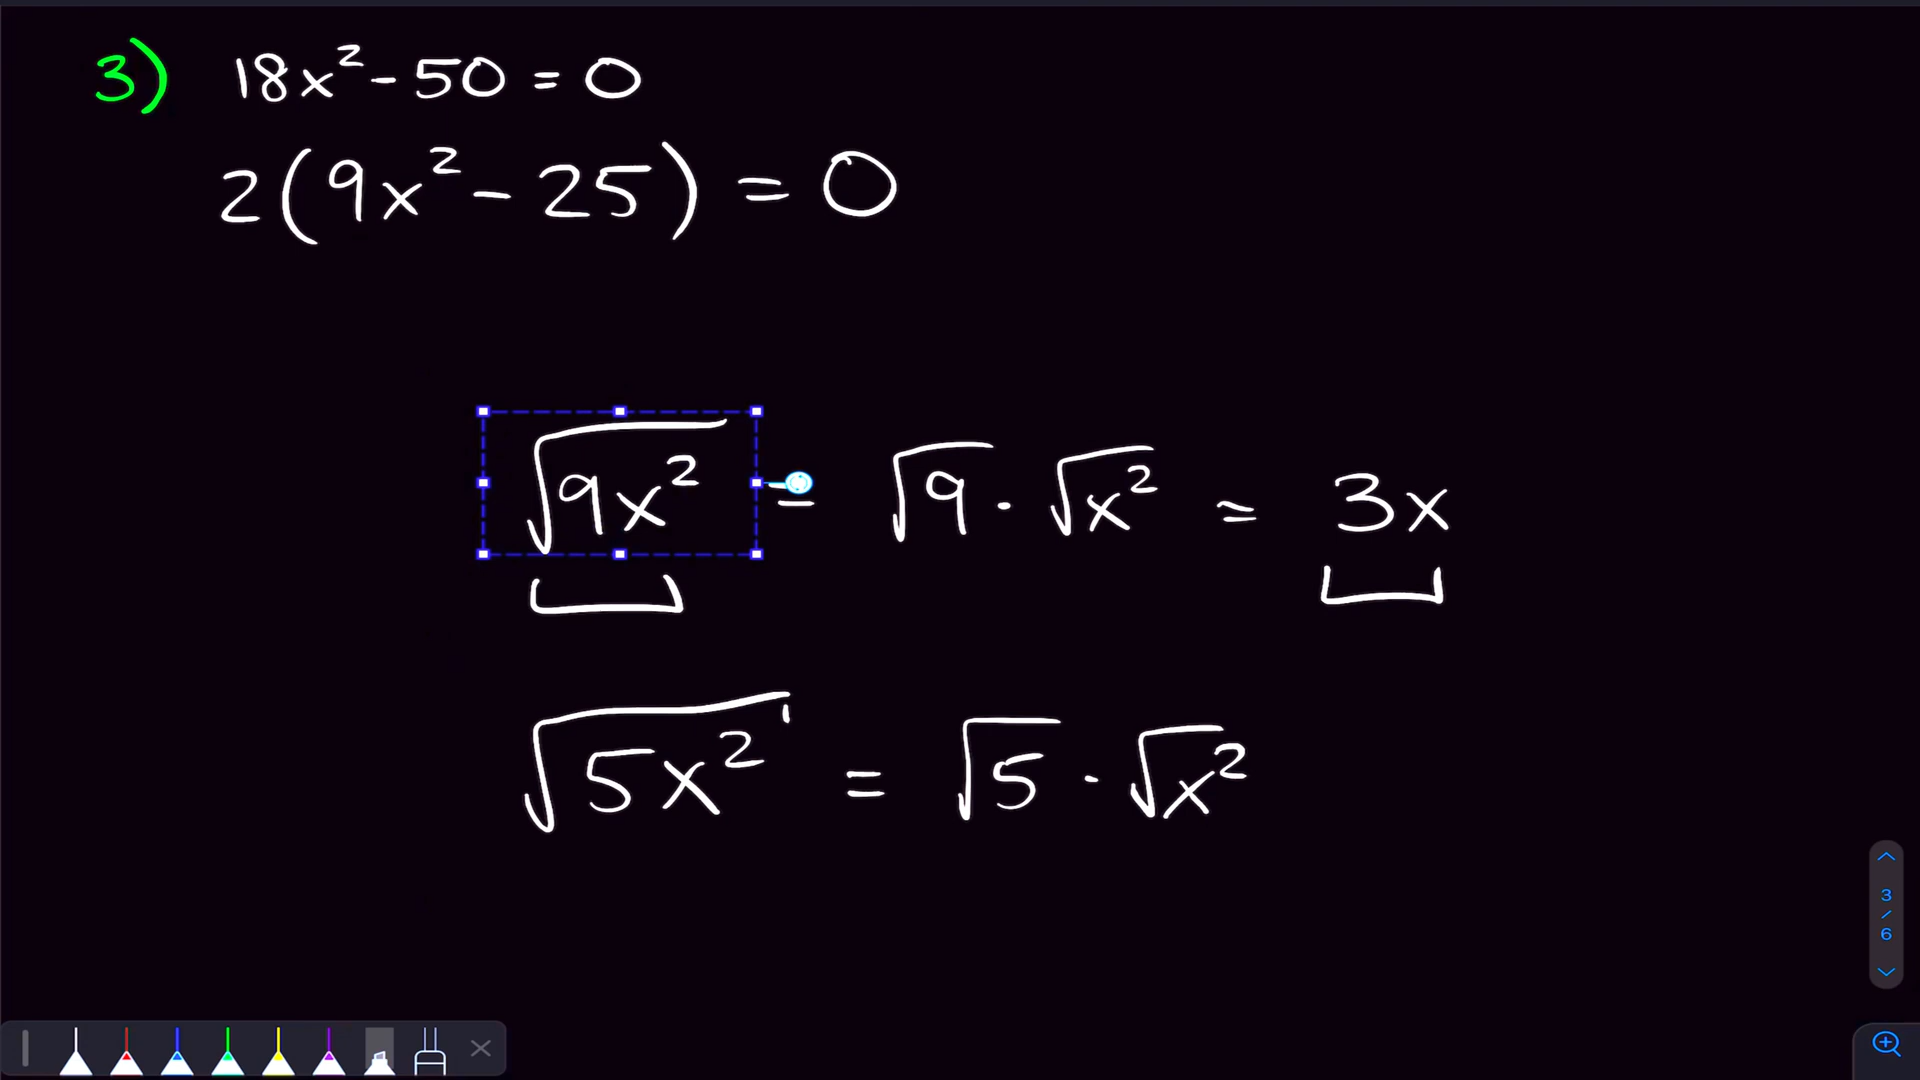 3) 18x² - 50 = 0
2(9x² - 25) = 0
√9x² = √9 · √x² = 3x
√5x² = √5 · √x²
3 / 6